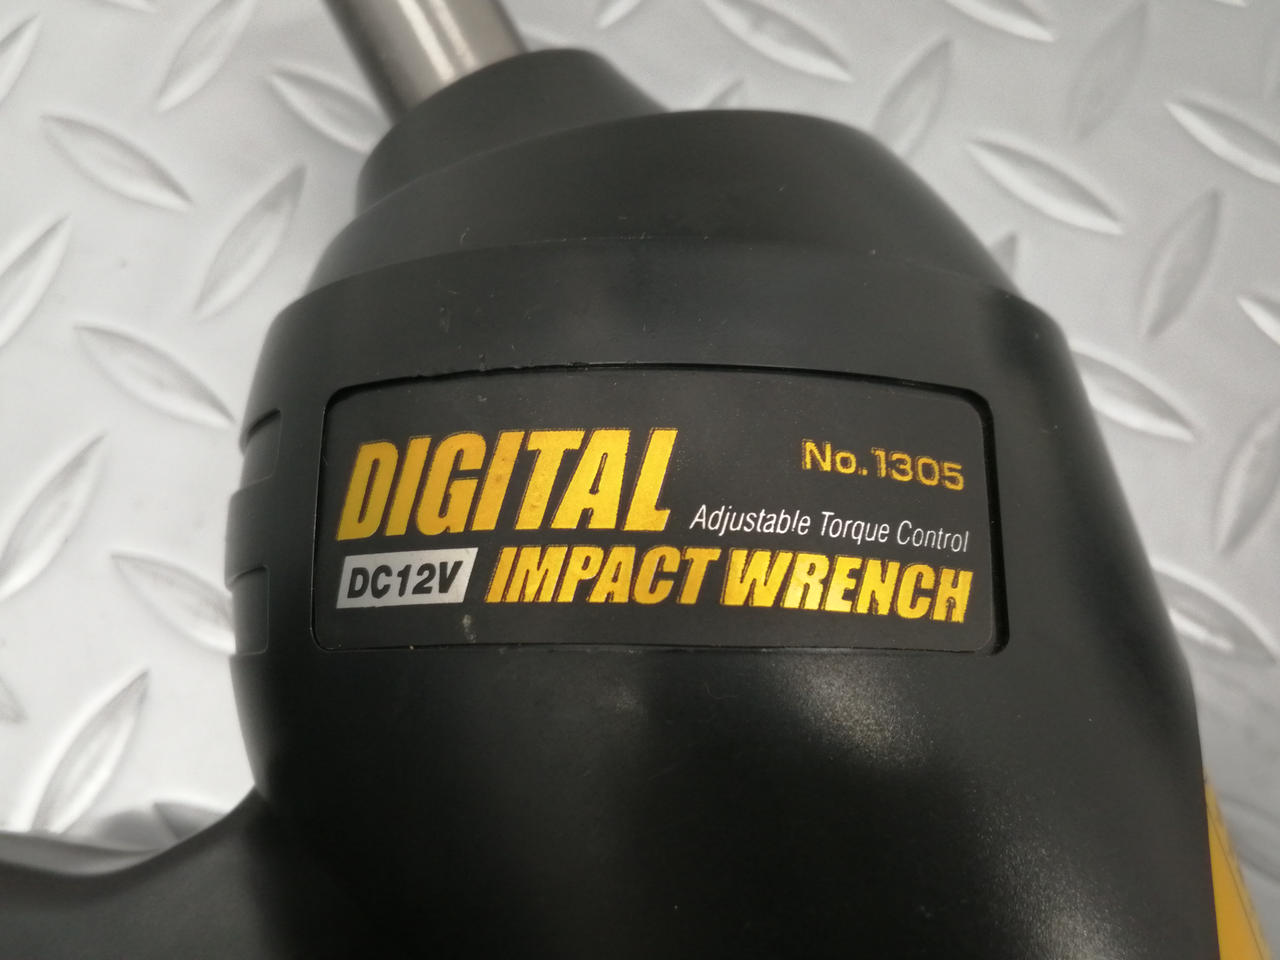 DIGITAL No.1305
Adjustable Torque Control
DC12V IMPACT WRENCH